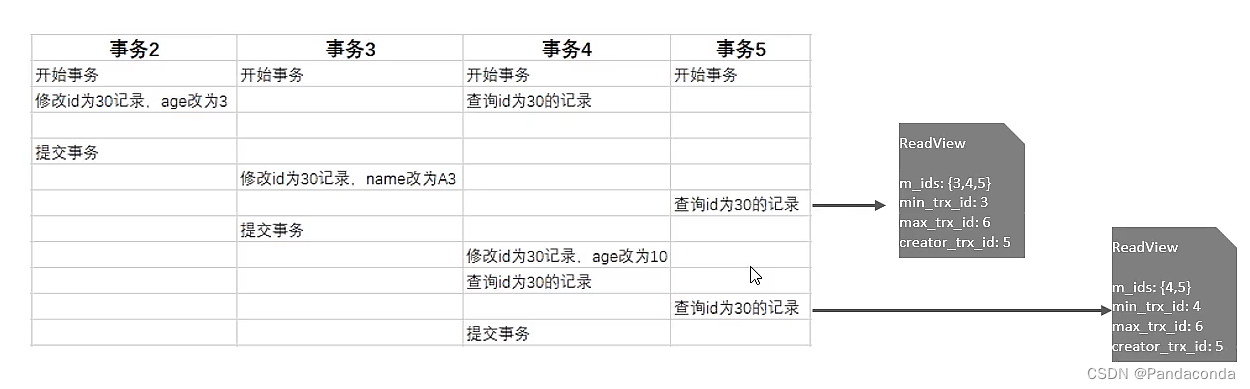 事务2 事务3 事务4 事务5
开始事务 开始事务 开始事务 开始事务
修改id为30记录，age改为3 查询id为30的记录
提交事务
修改id为30记录，name改为A3
查询id为30的记录
提交事务
修改id为30记录，age改为10
查询id为30的记录
查询id为30的记录
提交事务
ReadView
m_ids: {3,4,5}
min_trx_id: 3
max_trx_id: 6
creator_trx_id: 5
ReadView
m_ids: {4,5}
min_trx_id: 4
max_trx_id: 6
creator_trx_id: 5
CSDN @Pandaconda